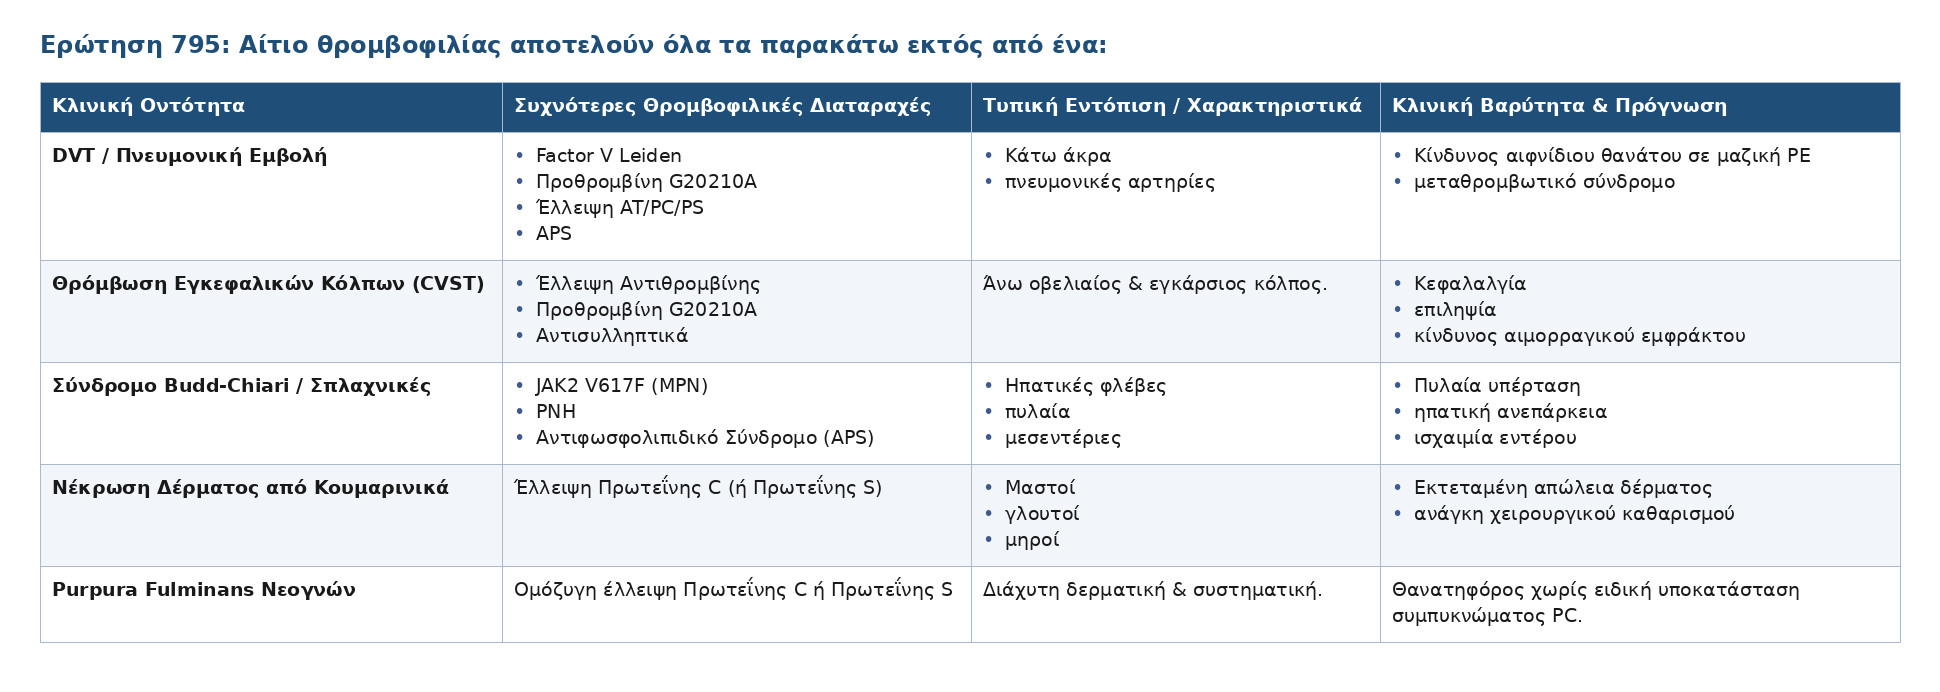 Ερώτηση 795: Αίτιο θρομβοφιλίας αποτελούν όλα τα παρακάτω εκτός από ένα:
Κλινική Οντότητα
Συχνότερες Θρομβοφιλικές Διαταραχές
Τυπική Εντόπιση / Χαρακτηριστικά
Κλινική Βαρύτητα & Πρόγνωση
DVT / Πνευμονική Εμβολή
• Factor V Leiden
• Προθρομβίνη G20210A
• Έλλειψη AT/PC/PS
• APS
• Κάτω άκρα
• πνευμονικές αρτηρίες
• Κίνδυνος αιφνίδιου θανάτου σε μαζική PE
• μεταθρομβωτικό σύνδρομο
Θρόμβωση Εγκεφαλικών Κόλπων (CVST)
• Έλλειψη Αντιθρομβίνης
• Προθρομβίνη G20210A
• Αντισυλληπτικά
Άνω οβελιαίος & εγκάρσιος κόλπος.
• Κεφαλαλγία
• επιληψία
• κίνδυνος αιμορραγικού εμφράκτου
Σύνδρομο Budd-Chiari / Σπλαχνικές
• JAK2 V617F (MPN)
• PNH
• Αντιφωσφολιπιδικό Σύνδρομο (APS)
• Ηπατικές φλέβες
• πυλαία
• μεσεντέριες
• Πυλαία υπέρταση
• ηπατική ανεπάρκεια
• ισχαιμία εντέρου
Νέκρωση Δέρματος από Κουμαρινικά
Έλλειψη Πρωτεΐνης C (ή Πρωτεΐνης S)
• Μαστοί
• γλουτοί
• μηροί
• Εκτεταμένη απώλεια δέρματος
• ανάγκη χειρουργικού καθαρισμού
Purpura Fulminans Νεογνών
Ομόζυγη έλλειψη Πρωτεΐνης C ή Πρωτεΐνης S
Διάχυτη δερματική & συστηματική.
Θανατηφόρος χωρίς ειδική υποκατάσταση
συμπυκνώματος PC.